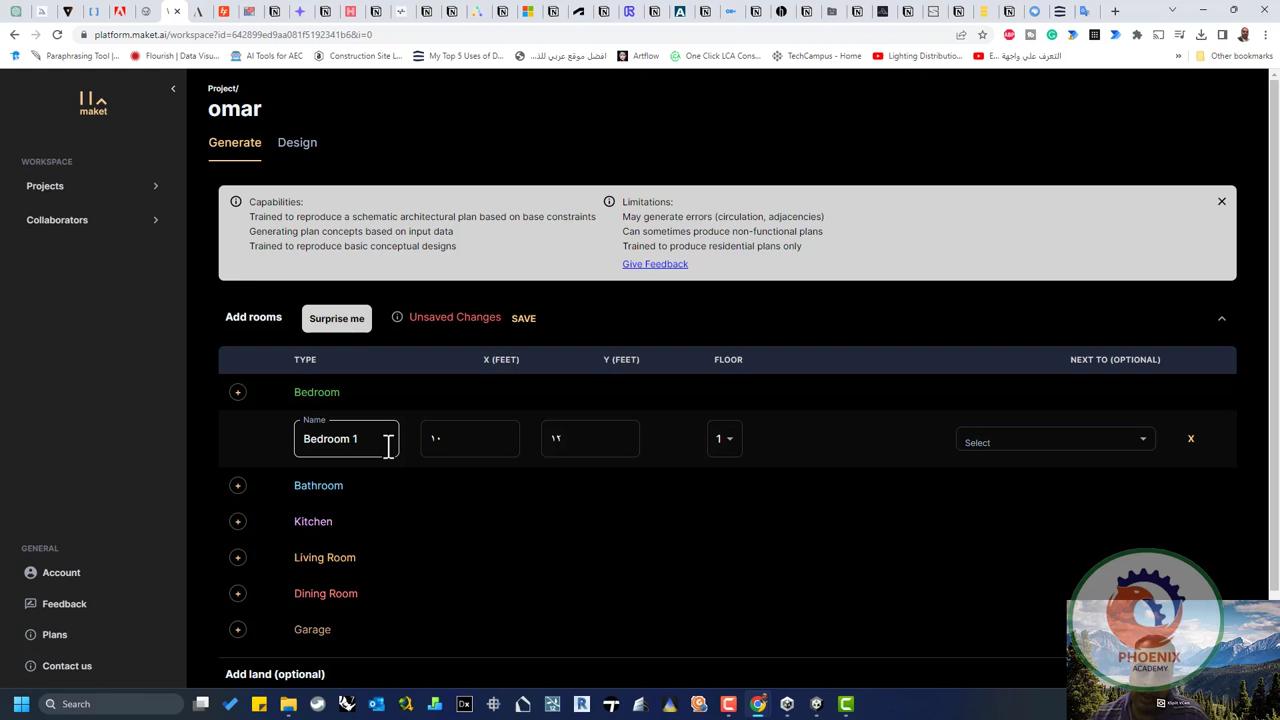 platform.maket.ai/workspace?id=642899ed9aa081f5192341b6&i=0
Paraphrasing Tool |...
Flourish | Data Visu...
AI Tools for AEC
Construction Site L...
My Top 5 Uses of D...
افضل موقع عربي للذ...
Artflow
One Click LCA Cons...
TechCampus – Home
Lighting Distributio...
التعرف علي واجهة...
»
Other bookmarks
maket
WORKSPACE
Projects
Collaborators
GENERAL
Account
Feedback
Plans
Contact us
Project/
omar
Generate
Design
Capabilities:
Trained to reproduce a schematic architectural plan based on base constraints
Generating plan concepts based on input data
Trained to reproduce basic conceptual designs
Limitations:
May generate errors (circulation, adjacencies)
Can sometimes produce non-functional plans
Trained to produce residential plans only
Give Feedback
Add rooms
Surprise me
Unsaved Changes
SAVE
TYPE
X (FEET)
Y (FEET)
FLOOR
NEXT TO (OPTIONAL)
Bedroom
Name
Bedroom 1
١٠
١٢
1
Select
X
Bathroom
Kitchen
Living Room
Dining Room
Garage
Add land (optional)
PHOENIX
ACADEMY
XSplit VCam
Search